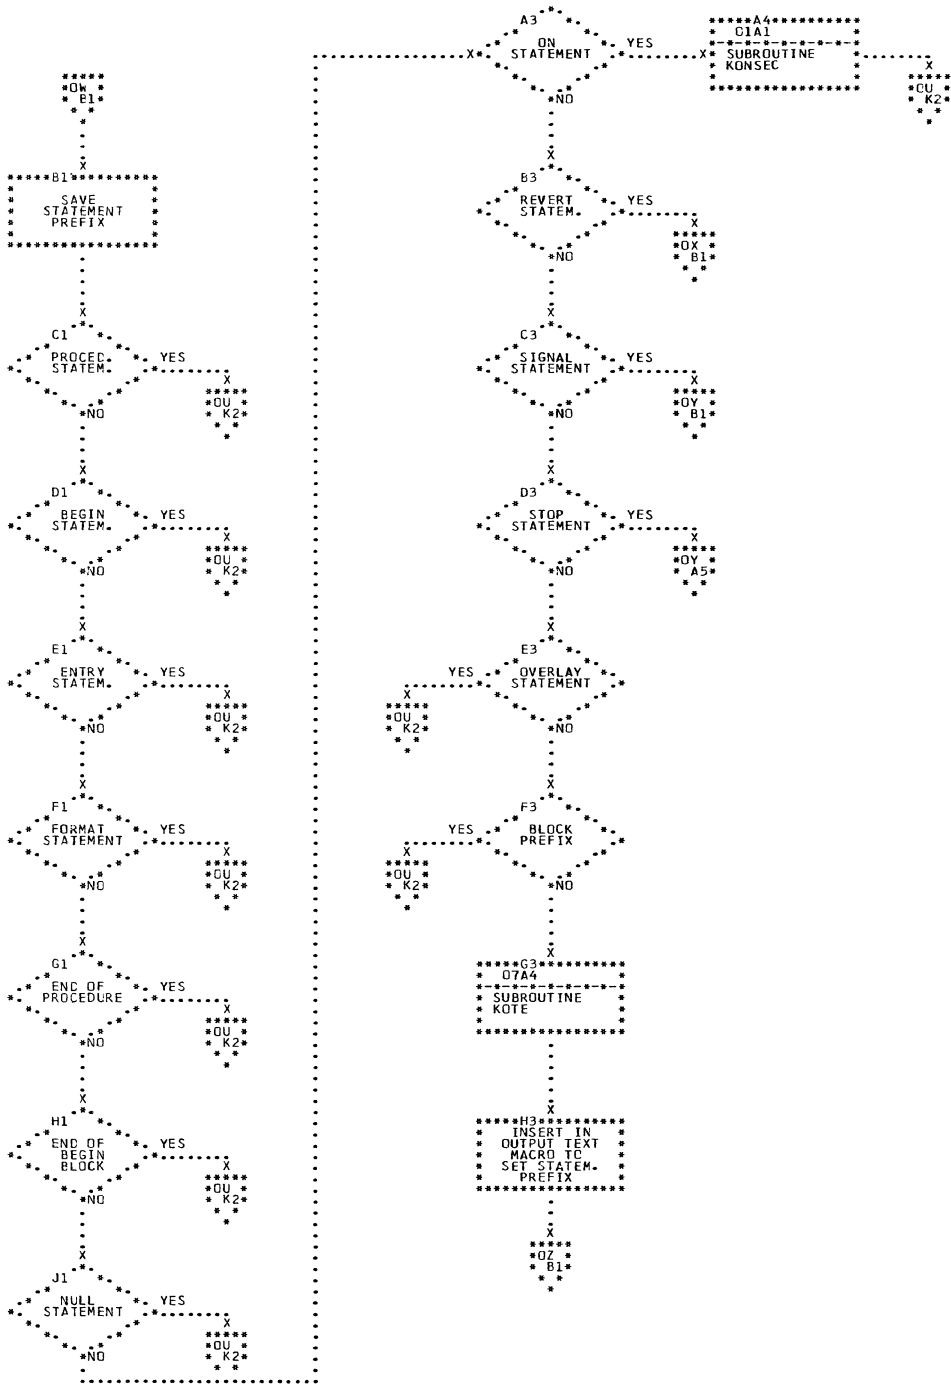 OW
B1
B1
SAVE
STATEMENT
PREFIX
C1
PROCED.
STATEM.
YES
OU
K2
NO
D1
BEGIN
STATEM.
YES
OU
K2
NO
E1
ENTRY
STATEM.
YES
OU
K2
NO
F1
FORMAT
STATEMENT
YES
OU
K2
NO
G1
END OF
PROCEDURE
YES
OU
K2
NO
H1
END OF
BEGIN
BLOCK
YES
OU
K2
NO
J1
NULL
STATEMENT
YES
OU
K2
NO
A3
ON
STATEMENT
YES
NO
A4
O1A1
SUBROUTINE
KONSEC
OU
K2
B3
REVERT
STATEM.
YES
OX
B1
NO
C3
SIGNAL
STATEMENT
YES
OY
B1
NO
D3
STOP
STATEMENT
YES
OY
A5
NO
E3
OVERLAY
STATEMENT
YES
OU
K2
NO
F3
BLOCK
PREFIX
YES
OU
K2
NO
G3
O7A4
SUBROUTINE
KOTE
H3
INSERT IN
OUTPUT TEXT
MACRO TO
SET STATEM.
PREFIX
OZ
B1